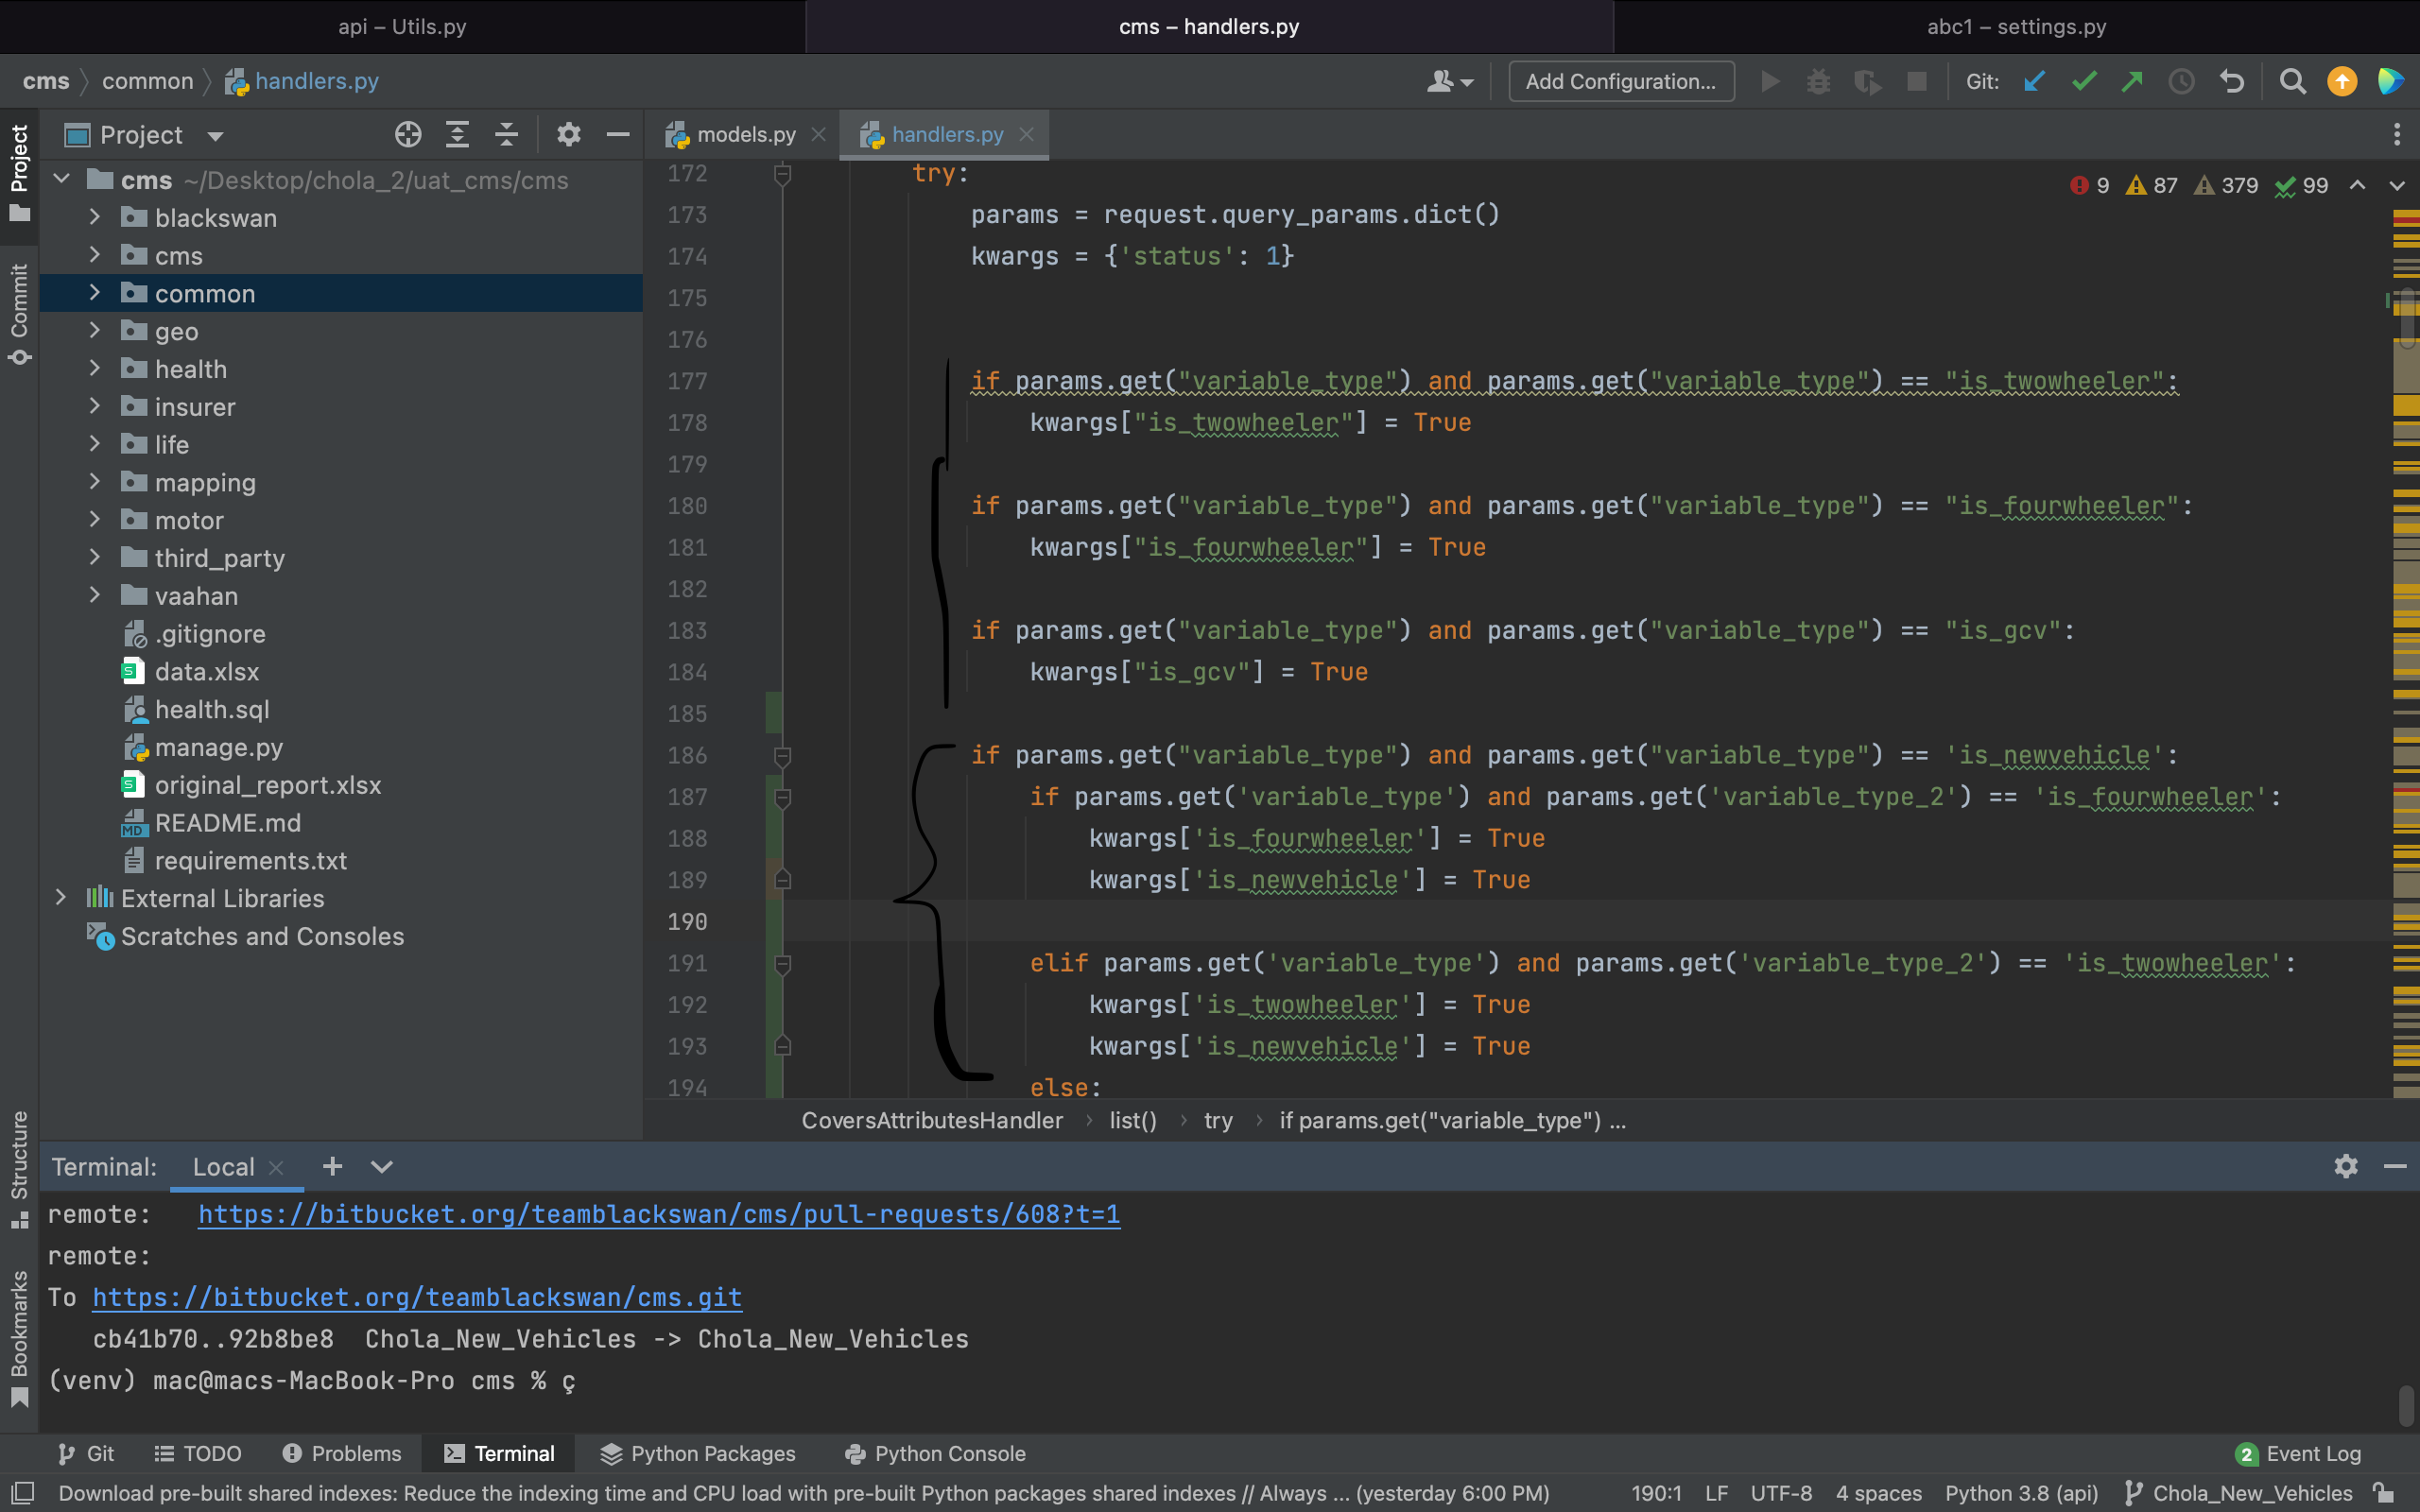 api – Utils.py
cms – handlers.py
abc1 – settings.py
cms common handlers.py
Add Configuration...
Git:
Project
models.py
handlers.py
Project
Commit
Structure
Bookmarks
cms ~/Desktop/chola_2/uat_cms/cms
blackswan
cms
common
geo
health
insurer
life
mapping
motor
third_party
vaahan
.gitignore
data.xlsx
health.sql
manage.py
original_report.xlsx
README.md
requirements.txt
External Libraries
Scratches and Consoles
9 87 379 99
172 try:
173 params = request.query_params.dict()
174 kwargs = {'status': 1}
175
176
177 if params.get("variable_type") and params.get("variable_type") == "is_twowheeler":
178 kwargs["is_twowheeler"] = True
179
180 if params.get("variable_type") and params.get("variable_type") == "is_fourwheeler":
181 kwargs["is_fourwheeler"] = True
182
183 if params.get("variable_type") and params.get("variable_type") == "is_gcv":
184 kwargs["is_gcv"] = True
185
186 if params.get("variable_type") and params.get("variable_type") == 'is_newvehicle':
187 if params.get('variable_type') and params.get('variable_type_2') == 'is_fourwheeler':
188 kwargs['is_fourwheeler'] = True
189 kwargs['is_newvehicle'] = True
190
191 elif params.get('variable_type') and params.get('variable_type_2') == 'is_twowheeler':
192 kwargs['is_twowheeler'] = True
193 kwargs['is_newvehicle'] = True
194 else:
CoversAttributesHandler › list() › try › if params.get("variable_type") ...
Terminal: Local
remote: https://bitbucket.org/teamblackswan/cms/pull-requests/608?t=1
remote:
To https://bitbucket.org/teamblackswan/cms.git
cb41b70..92b8be8 Chola_New_Vehicles -> Chola_New_Vehicles
(venv) mac@macs-MacBook-Pro cms % ç
Git TODO Problems Terminal Python Packages Python Console 2 Event Log
Download pre-built shared indexes: Reduce the indexing time and CPU load with pre-built Python packages shared indexes // Always ... (yesterday 6:00 PM) 190:1 LF UTF-8 4 spaces Python 3.8 (api) Chola_New_Vehicles